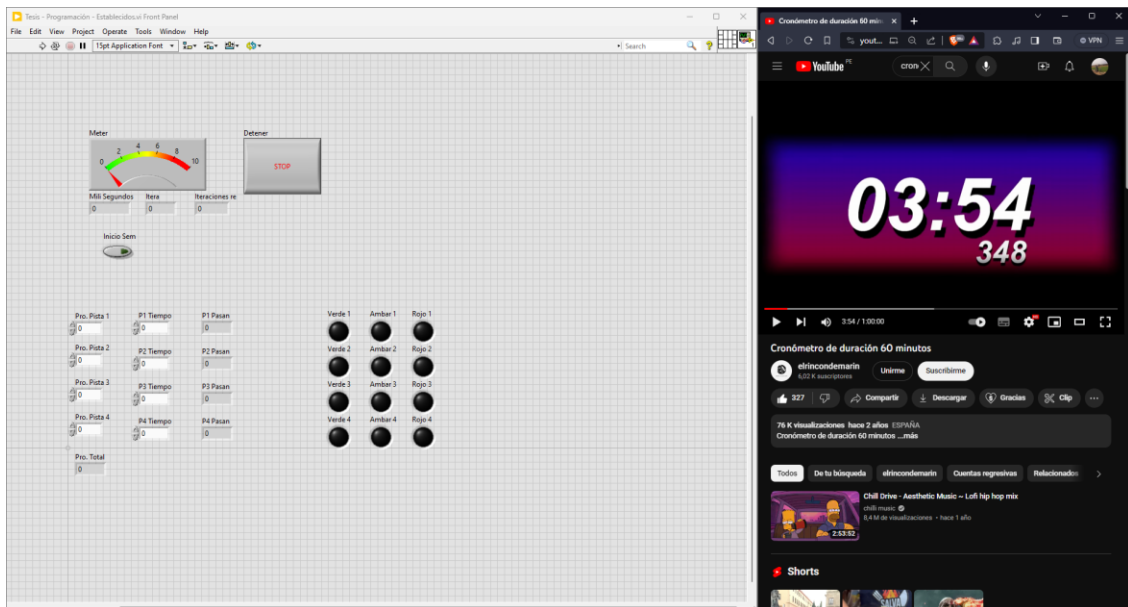 Tesis - Programación - Establecidos.vi Front Panel
File Edit View Project Operate Tools Window Help
15pt Application Font
Search
Meter
0 2 4 6 8 10
Detener
STOP
Mili Segundos Itera Iteraciones re
0 0 0
Inicio Sem
Pro. Pista 1 P1 Tiempo P1 Pasan
0 0 0
Pro. Pista 2 P2 Tiempo P2 Pasan
0 0 0
Pro. Pista 3 P3 Tiempo P3 Pasan
0 0 0
Pro. Pista 4 P4 Tiempo P4 Pasan
0 0 0
Pro. Total
0
Verde 1 Ambar 1 Rojo 1
Verde 2 Ambar 2 Rojo 2
Verde 3 Ambar 3 Rojo 3
Verde 4 Ambar 4 Rojo 4
Cronómetro de duración 60 min
yout... VPN
YouTube PE
cron
03:54
348
3:54 / 1:00:00
Cronómetro de duración 60 minutos
elrincondemarin
6,02 K suscriptores
Unirme
Suscribirme
327 Compartir Descargar Gracias Clip ...
76 K visualizaciones hace 2 años ESPAÑA
Cronómetro de duración 60 minutos ...más
Todos De tu búsqueda elrincondemarin Cuentas regresivas Relacionados
Chill Drive - Aesthetic Music ~ Lofi hip hop mix
chilli music
8,4 M de visualizaciones • hace 1 año
2:53:52
Shorts
SALVA